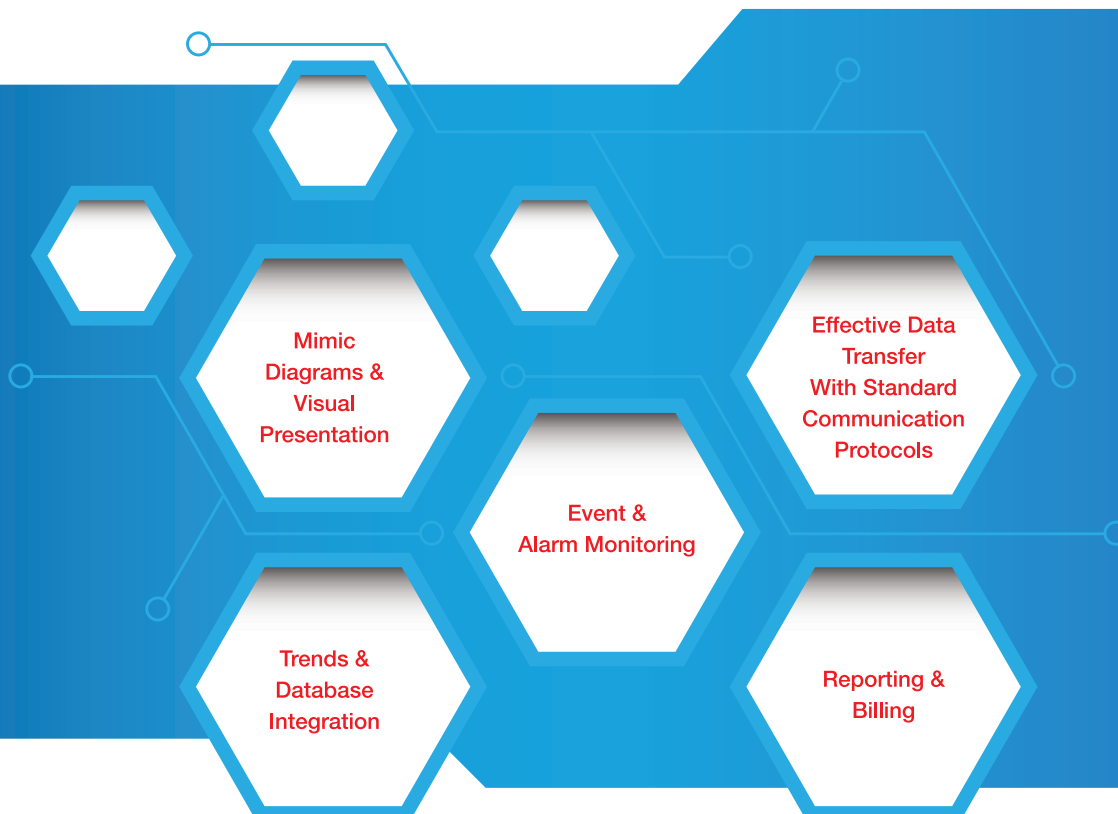 Mimic
Diagrams &
Visual
Presentation
Effective Data
Transfer
With Standard
Communication
Protocols
Event &
Alarm Monitoring
Trends &
Database
Integration
Reporting &
Billing